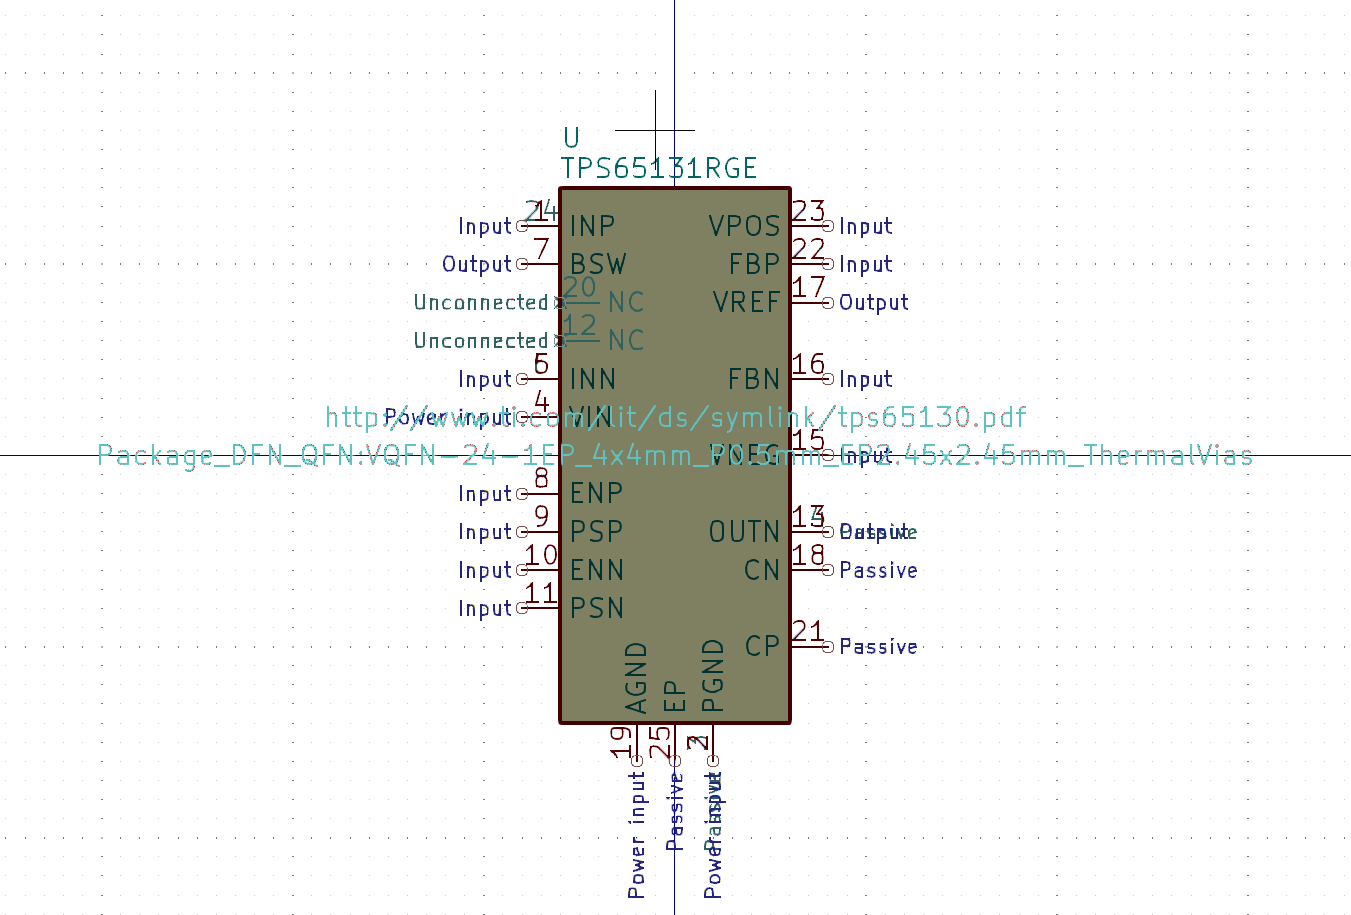 U
TPS65131RGE
Input 1 24 INP VPOS 23 Input
Output 7 BSW FBP 22 Input
Unconnected 20 NC VREF 17 Output
Unconnected 12 NC
Input INN FBN 16 Input
Power input 4 VIN
http://www.ti.com/lit/ds/symlink/tps65130.pdf
VNEG 15 Input
Package_DFN_QFN:VQFN-24-1EP_4x4mm_P0.5mm_EP2.45x2.45mm_ThermalVias
Input 8 ENP
Input 9 PSP OUTN 13 Output Passive
Input 10 ENN CN 18 Passive
Input 11 PSN
CP 21 Passive
AGND EP PGND
19 25 2
Power input Passive Power input Passive